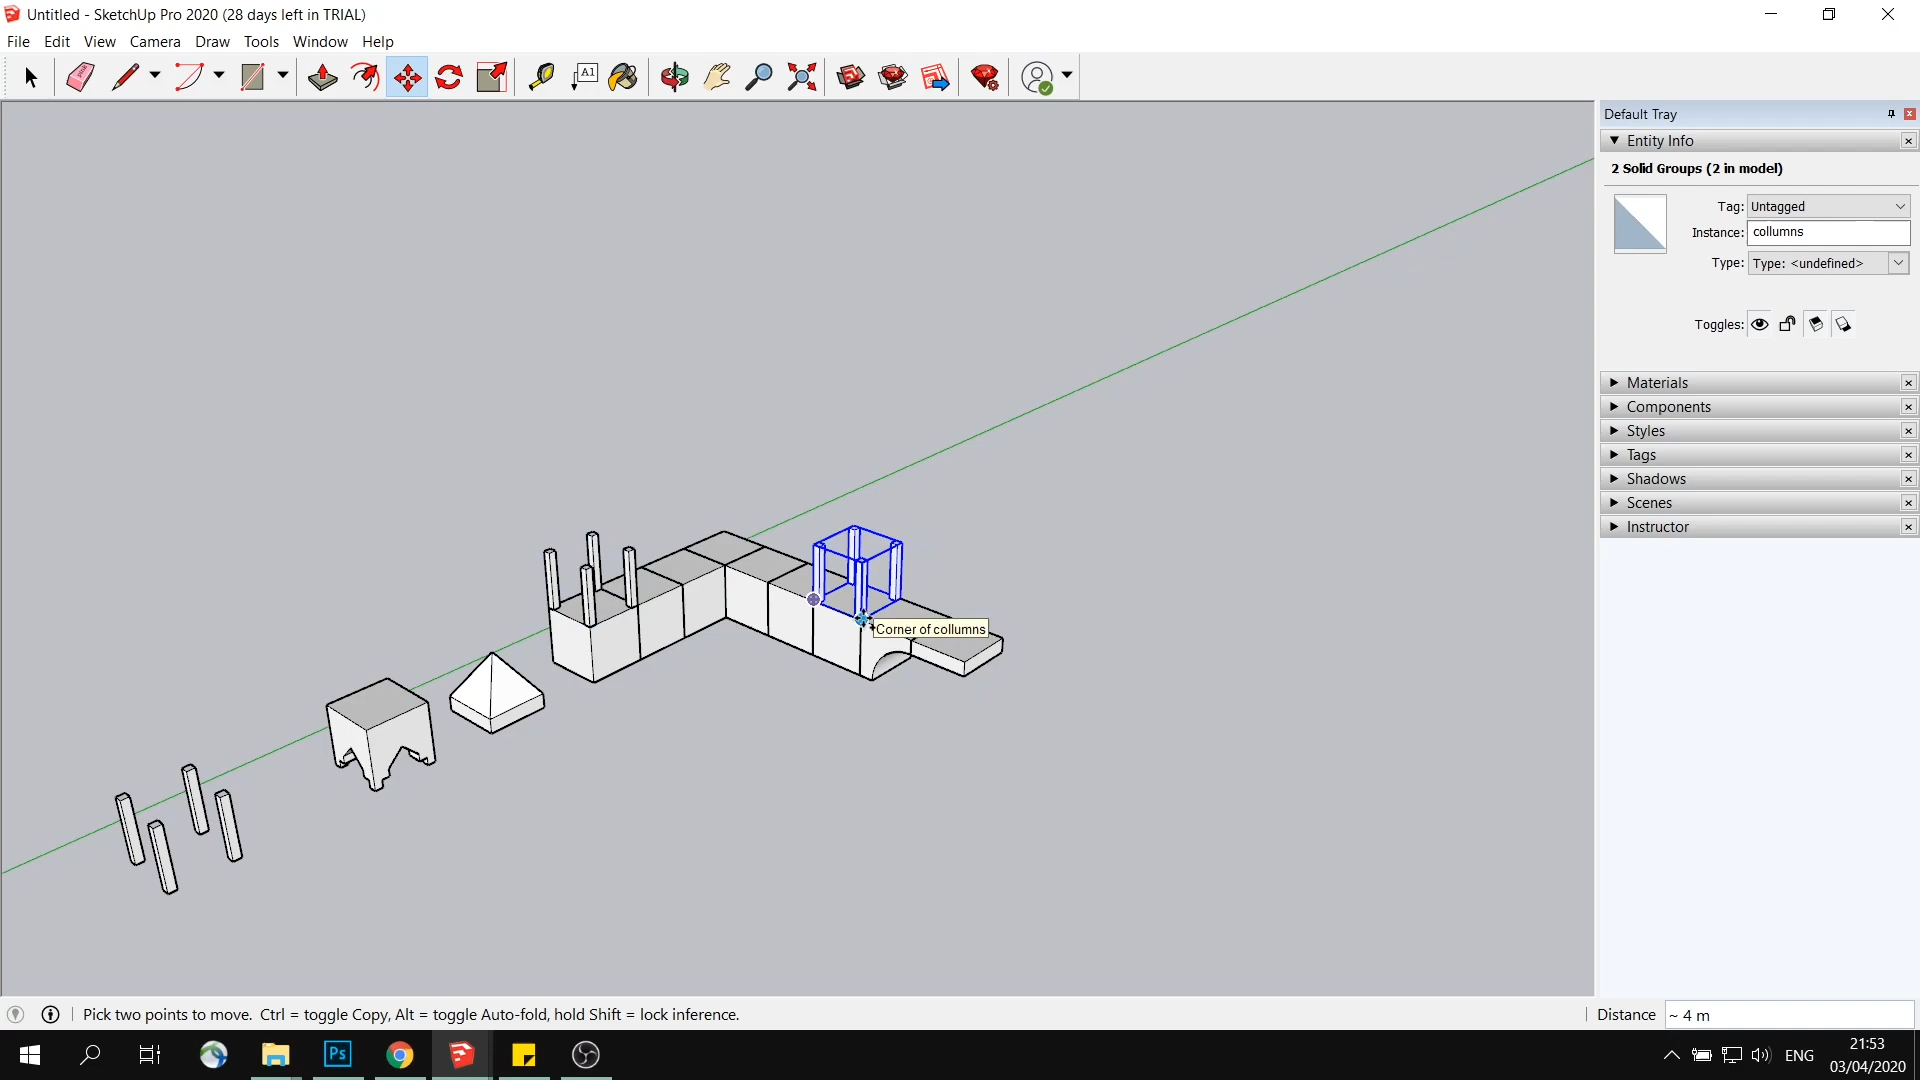 Untitled - SketchUp Pro 2020 (28 days left in TRIAL)
File Edit View Camera Draw Tools Window Help
A1
Default Tray
Entity Info
2 Solid Groups (2 in model)
Tag: Untagged
Instance: collumns
Type: Type: <undefined>
Toggles:
Materials
Components
Styles
Tags
Shadows
Scenes
Instructor
Corner of collumns
Pick two points to move. Ctrl = toggle Copy, Alt = toggle Auto-fold, hold Shift = lock inference.
Distance ~ 4 m
Ps
ENG
21:53
03/04/2020